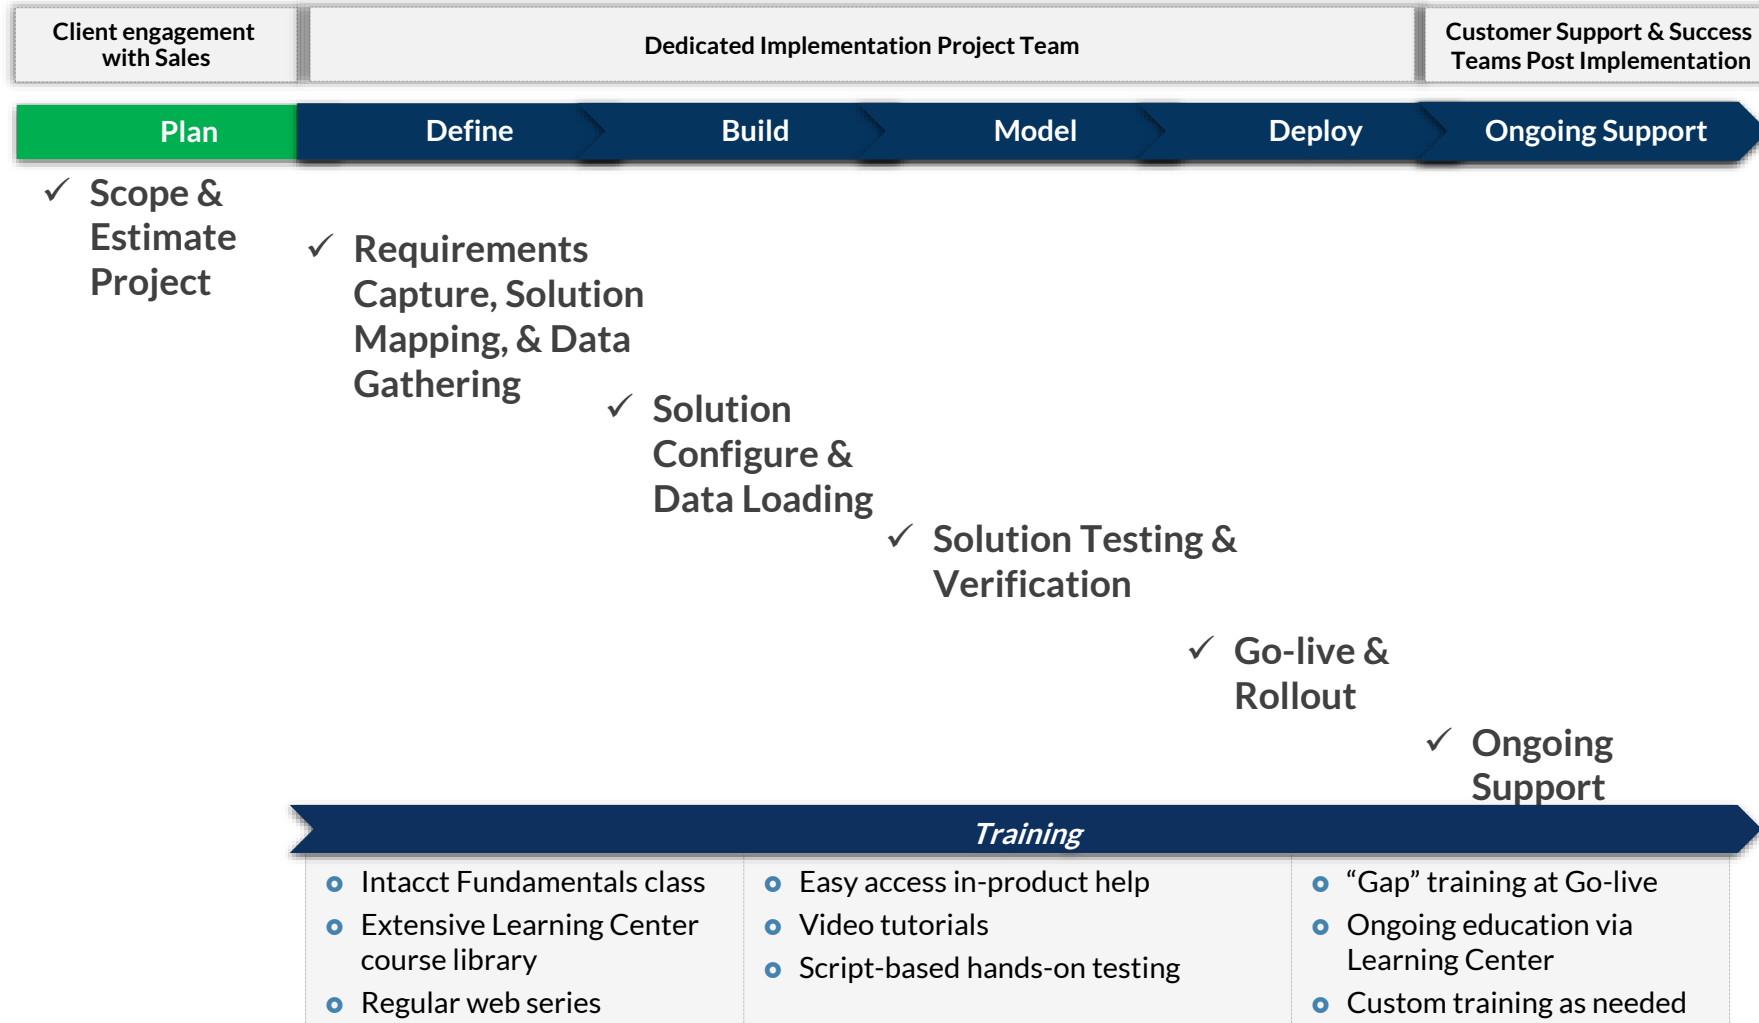 Client engagement
with Sales
Dedicated Implementation Project Team
Customer Support & Success
Teams Post Implementation
Plan
Define
Build
Model
Deploy
Ongoing Support
✓ Scope &
Estimate
Project
✓ Requirements
Capture, Solution
Mapping, & Data
Gathering
✓ Solution
Configure &
Data Loading
✓ Solution Testing &
Verification
✓ Go-live &
Rollout
✓ Ongoing
Support
Training
Intacct Fundamentals class
Extensive Learning Center
course library
Regular web series
Easy access in-product help
Video tutorials
Script-based hands-on testing
“Gap” training at Go-live
Ongoing education via
Learning Center
Custom training as needed